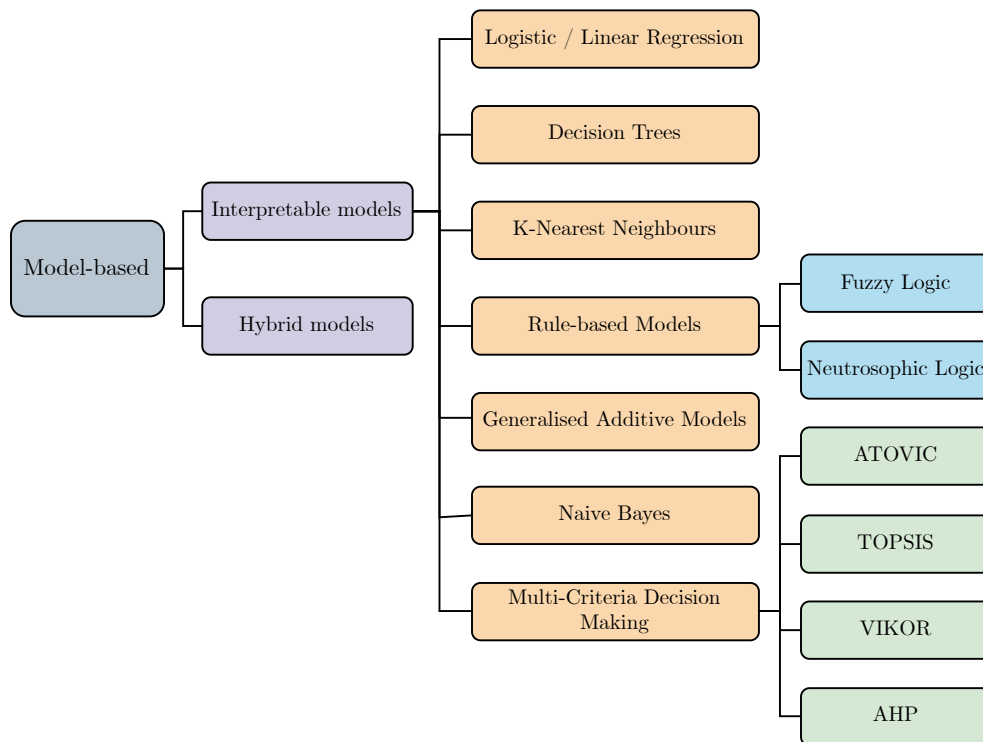 Model-based
Interpretable models
Hybrid models
Logistic / Linear Regression
Decision Trees
K-Nearest Neighbours
Rule-based Models
Generalised Additive Models
Naive Bayes
Multi-Criteria Decision
Making
Fuzzy Logic
Neutrosophic Logic
ATOVIC
TOPSIS
VIKOR
AHP